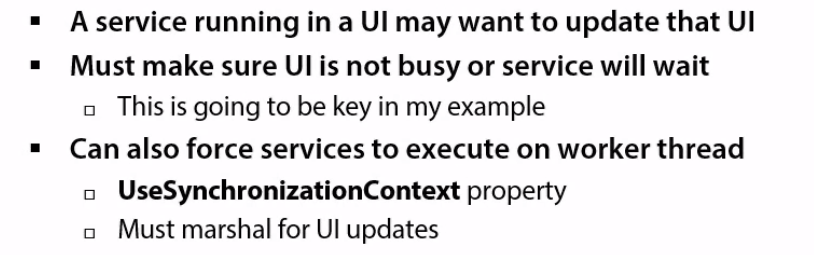 ▪ A service running in a UI may want to update that UI
▪ Must make sure UI is not busy or service will wait
▫ This is going to be key in my example
▪ Can also force services to execute on worker thread
▫ UseSynchronizationContext property
▫ Must marshal for UI updates